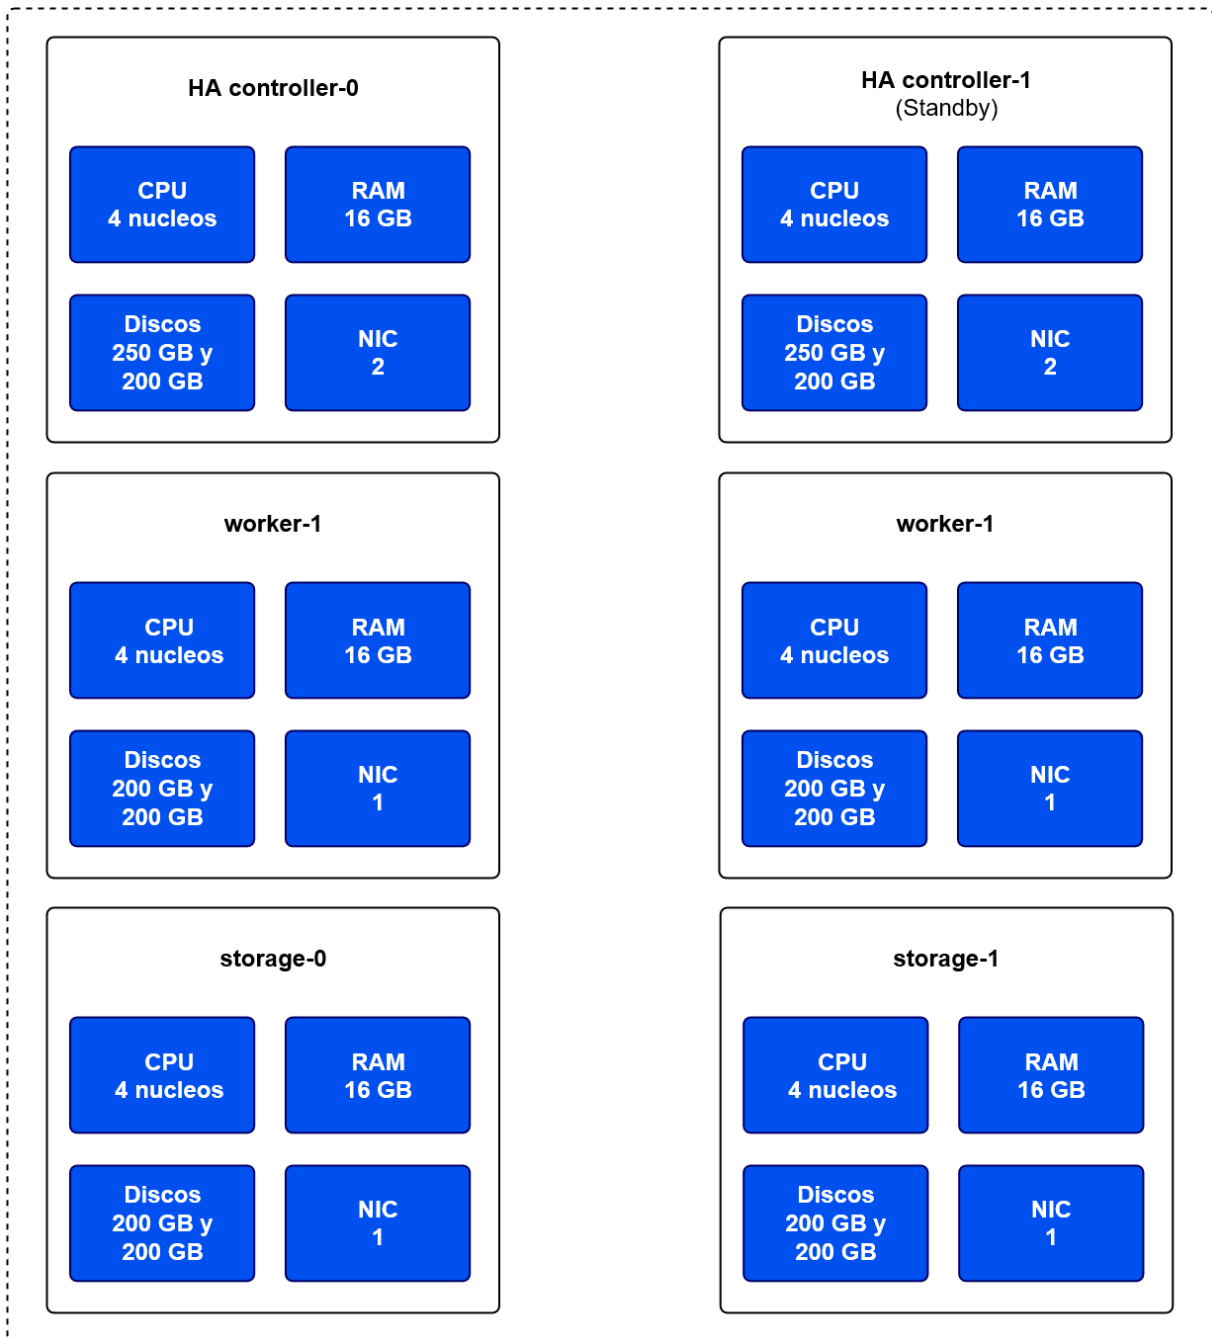 HA controller-0
CPU
4 nucleos
RAM
16 GB
Discos
250 GB y
200 GB
NIC
2
HA controller-1
(Standby)
CPU
4 nucleos
RAM
16 GB
Discos
250 GB y
200 GB
NIC
2
worker-1
CPU
4 nucleos
RAM
16 GB
Discos
200 GB y
200 GB
NIC
1
worker-1
CPU
4 nucleos
RAM
16 GB
Discos
200 GB y
200 GB
NIC
1
storage-0
CPU
4 nucleos
RAM
16 GB
Discos
200 GB y
200 GB
NIC
1
storage-1
CPU
4 nucleos
RAM
16 GB
Discos
200 GB y
200 GB
NIC
1